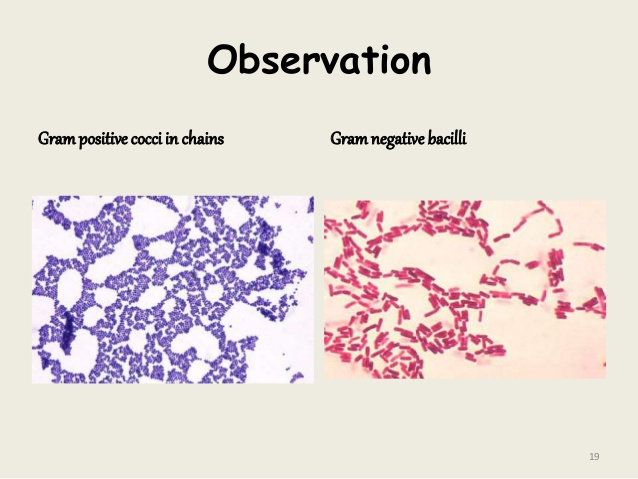 Observation
Gram positive cocci in chains
Gram negative bacilli
19